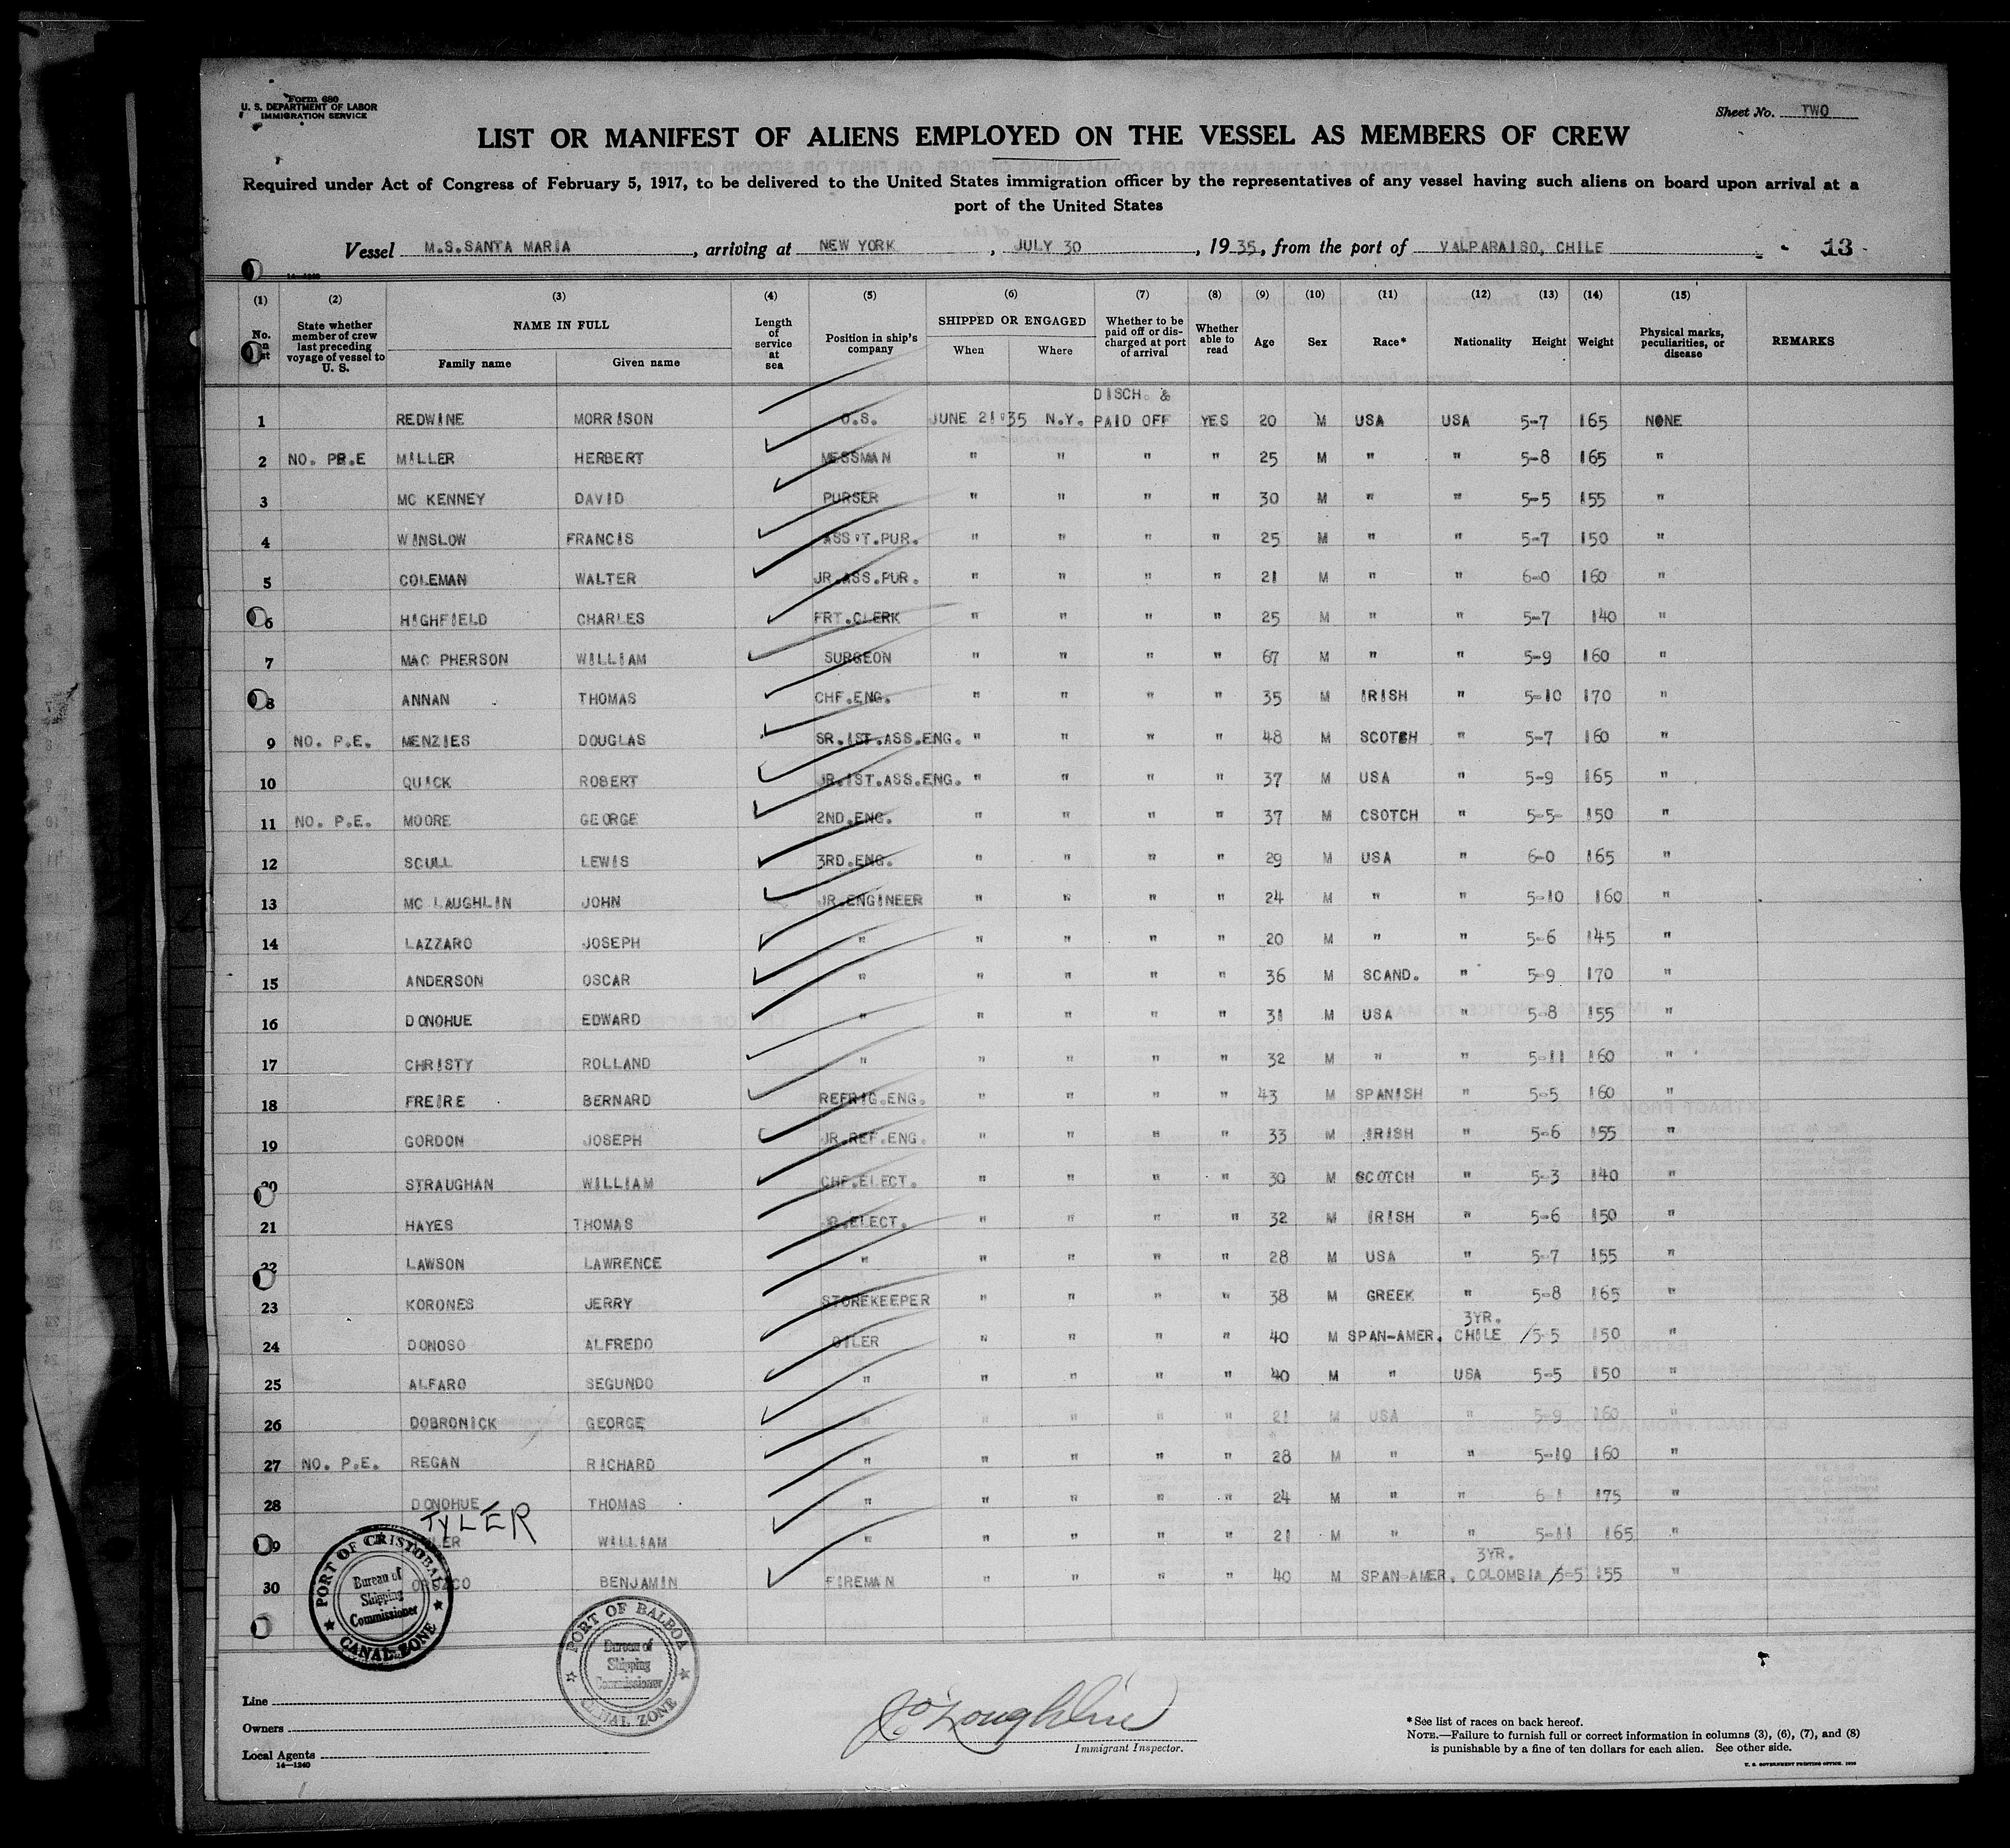 Form 680
U. S. DEPARTMENT OF LABOR
IMMIGRATION SERVICE
Sheet No. TWO
LIST OR MANIFEST OF ALIENS EMPLOYED ON THE VESSEL AS MEMBERS OF CREW
Required under Act of Congress of February 5, 1917, to be delivered to the United States immigration officer by the representatives of any vessel having such aliens on board upon arrival at a
port of the United States
Vessel M.S.SANTA MARIA, arriving at NEW YORK, JULY 30, 1935, from the port of VALPARAISO, CHILE - 13
(1) (2) (3) (4) (5) (6) (7) (8) (9) (10) (11) (12) (13) (14) (15)
No. on list
State whether member of crew last preceding voyage of vessel to U. S.
NAME IN FULL
Family name
Given name
Length of service at sea
Position in ship's company
SHIPPED OR ENGAGED
When
Where
Whether to be paid off or discharged at port of arrival
Whether able to read
Age
Sex
Race*
Nationality
Height
Weight
Physical marks, peculiarities, or disease
REMARKS
DISCH. &
1 REDWINE MORRISON O.S. JUNE 21'35 N.Y. PAID OFF YES 20 M USA USA 5-7 165 NONE
2 NO. PR.E MILLER HERBERT MESSMAN " " " " 25 M " " 5-8 165 "
3 MC KENNEY DAVID PURSER " " " " 30 M " " 5-5 155 "
4 WINSLOW FRANCIS ASS'T.PUR. " " " " 25 M " " 5-7 150 "
5 COLEMAN WALTER JR.ASS.PUR. " " " " 21 M " " 6-0 160 "
6 HIGHFIELD CHARLES FRT.CLERK " " " " 25 M " " 5-7 140 "
7 MAC PHERSON WILLIAM SURGEON " " " " 67 M " " 5-9 160 "
8 ANNAN THOMAS CHF.ENG. " " " " 35 M IRISH " 5-10 170 "
9 NO. P.E. MENZIES DOUGLAS SR.IST.ASS.ENG. " " " " 48 M SCOTCH " 5-7 160 "
10 QUICK ROBERT JR.IST.ASS.ENG. " " " " 37 M USA " 5-9 165 "
11 NO. P.E. MOORE GEORGE 2ND.ENG. " " " " 37 M CSOTCH " 5-5- 150 "
12 SCULL LEWIS 3RD.ENG. " " " " 29 M USA " 6-0 165 "
13 MC LAUGHLIN JOHN JR.ENGINEER " " " " 24 M " " 5-10 160 "
14 LAZZARO JOSEPH " " " " " 20 M " " 5-6 145 "
15 ANDERSON OSCAR " " " " " 36 M SCAND. " 5-9 170 "
16 DONOHUE EDWARD " " " " " 31 M USA " 5-8 155 "
17 CHRISTY ROLLAND " " " " " 32 M " " 5-11 160 "
18 FREIRE BERNARD REFRIG.ENG. " " " " 43 M SPANISH " 5-5 160 "
19 GORDON JOSEPH JR.REF.ENG. " " " " 33 M IRISH " 5-6 155 "
20 STRAUGHAN WILLIAM CHF.ELECT. " " " " 30 M SCOTCH " 5-3 140 "
21 HAYES THOMAS JR.ELECT. " " " " 32 M IRISH " 5-6 150 "
22 LAWSON LAWRENCE " " " " " 28 M USA " 5-7 155 "
23 KORONES JERRY STOREKEEPER " " " " 38 M GREEK " 5-8 165 "
3YR.
24 DONOSO ALFREDO OILER " " " " 40 M SPAN-AMER. CHILE /5-5 150 "
25 ALFARO SEGUNDO " " " " " 40 M " USA 5-5 150 "
26 DOBRONICK GEORGE " " " " " 21 M USA " 5-9 160 "
27 NO. P.E. REGAN RICHARD " " " " " 28 M " " 5-10 160 "
28 DONOHUE THOMAS " " " " " 24 M " " 6-1 175 "
TYLER
29 TYLER WILLIAM " " " " " 21 M " " 5-11 165 "
3YR.
30 OROZCO BENJAMIN FIREMAN " " " " 40 M SPAN-AMER. COLOMBIA /5-5 155 "
PORT OF CRISTOBAL
Bureau of
Shipping
Commissioner
CANAL ZONE
PORT OF BALBOA
Bureau of
Shipping
Commissioner
CANAL ZONE
Line
Owners
Local Agents
14—1240
Immigrant Inspector.
*See list of races on back hereof.
NOTE.—Failure to furnish full or correct information in columns (3), (6), (7), and (8)
is punishable by a fine of ten dollars for each alien. See other side.